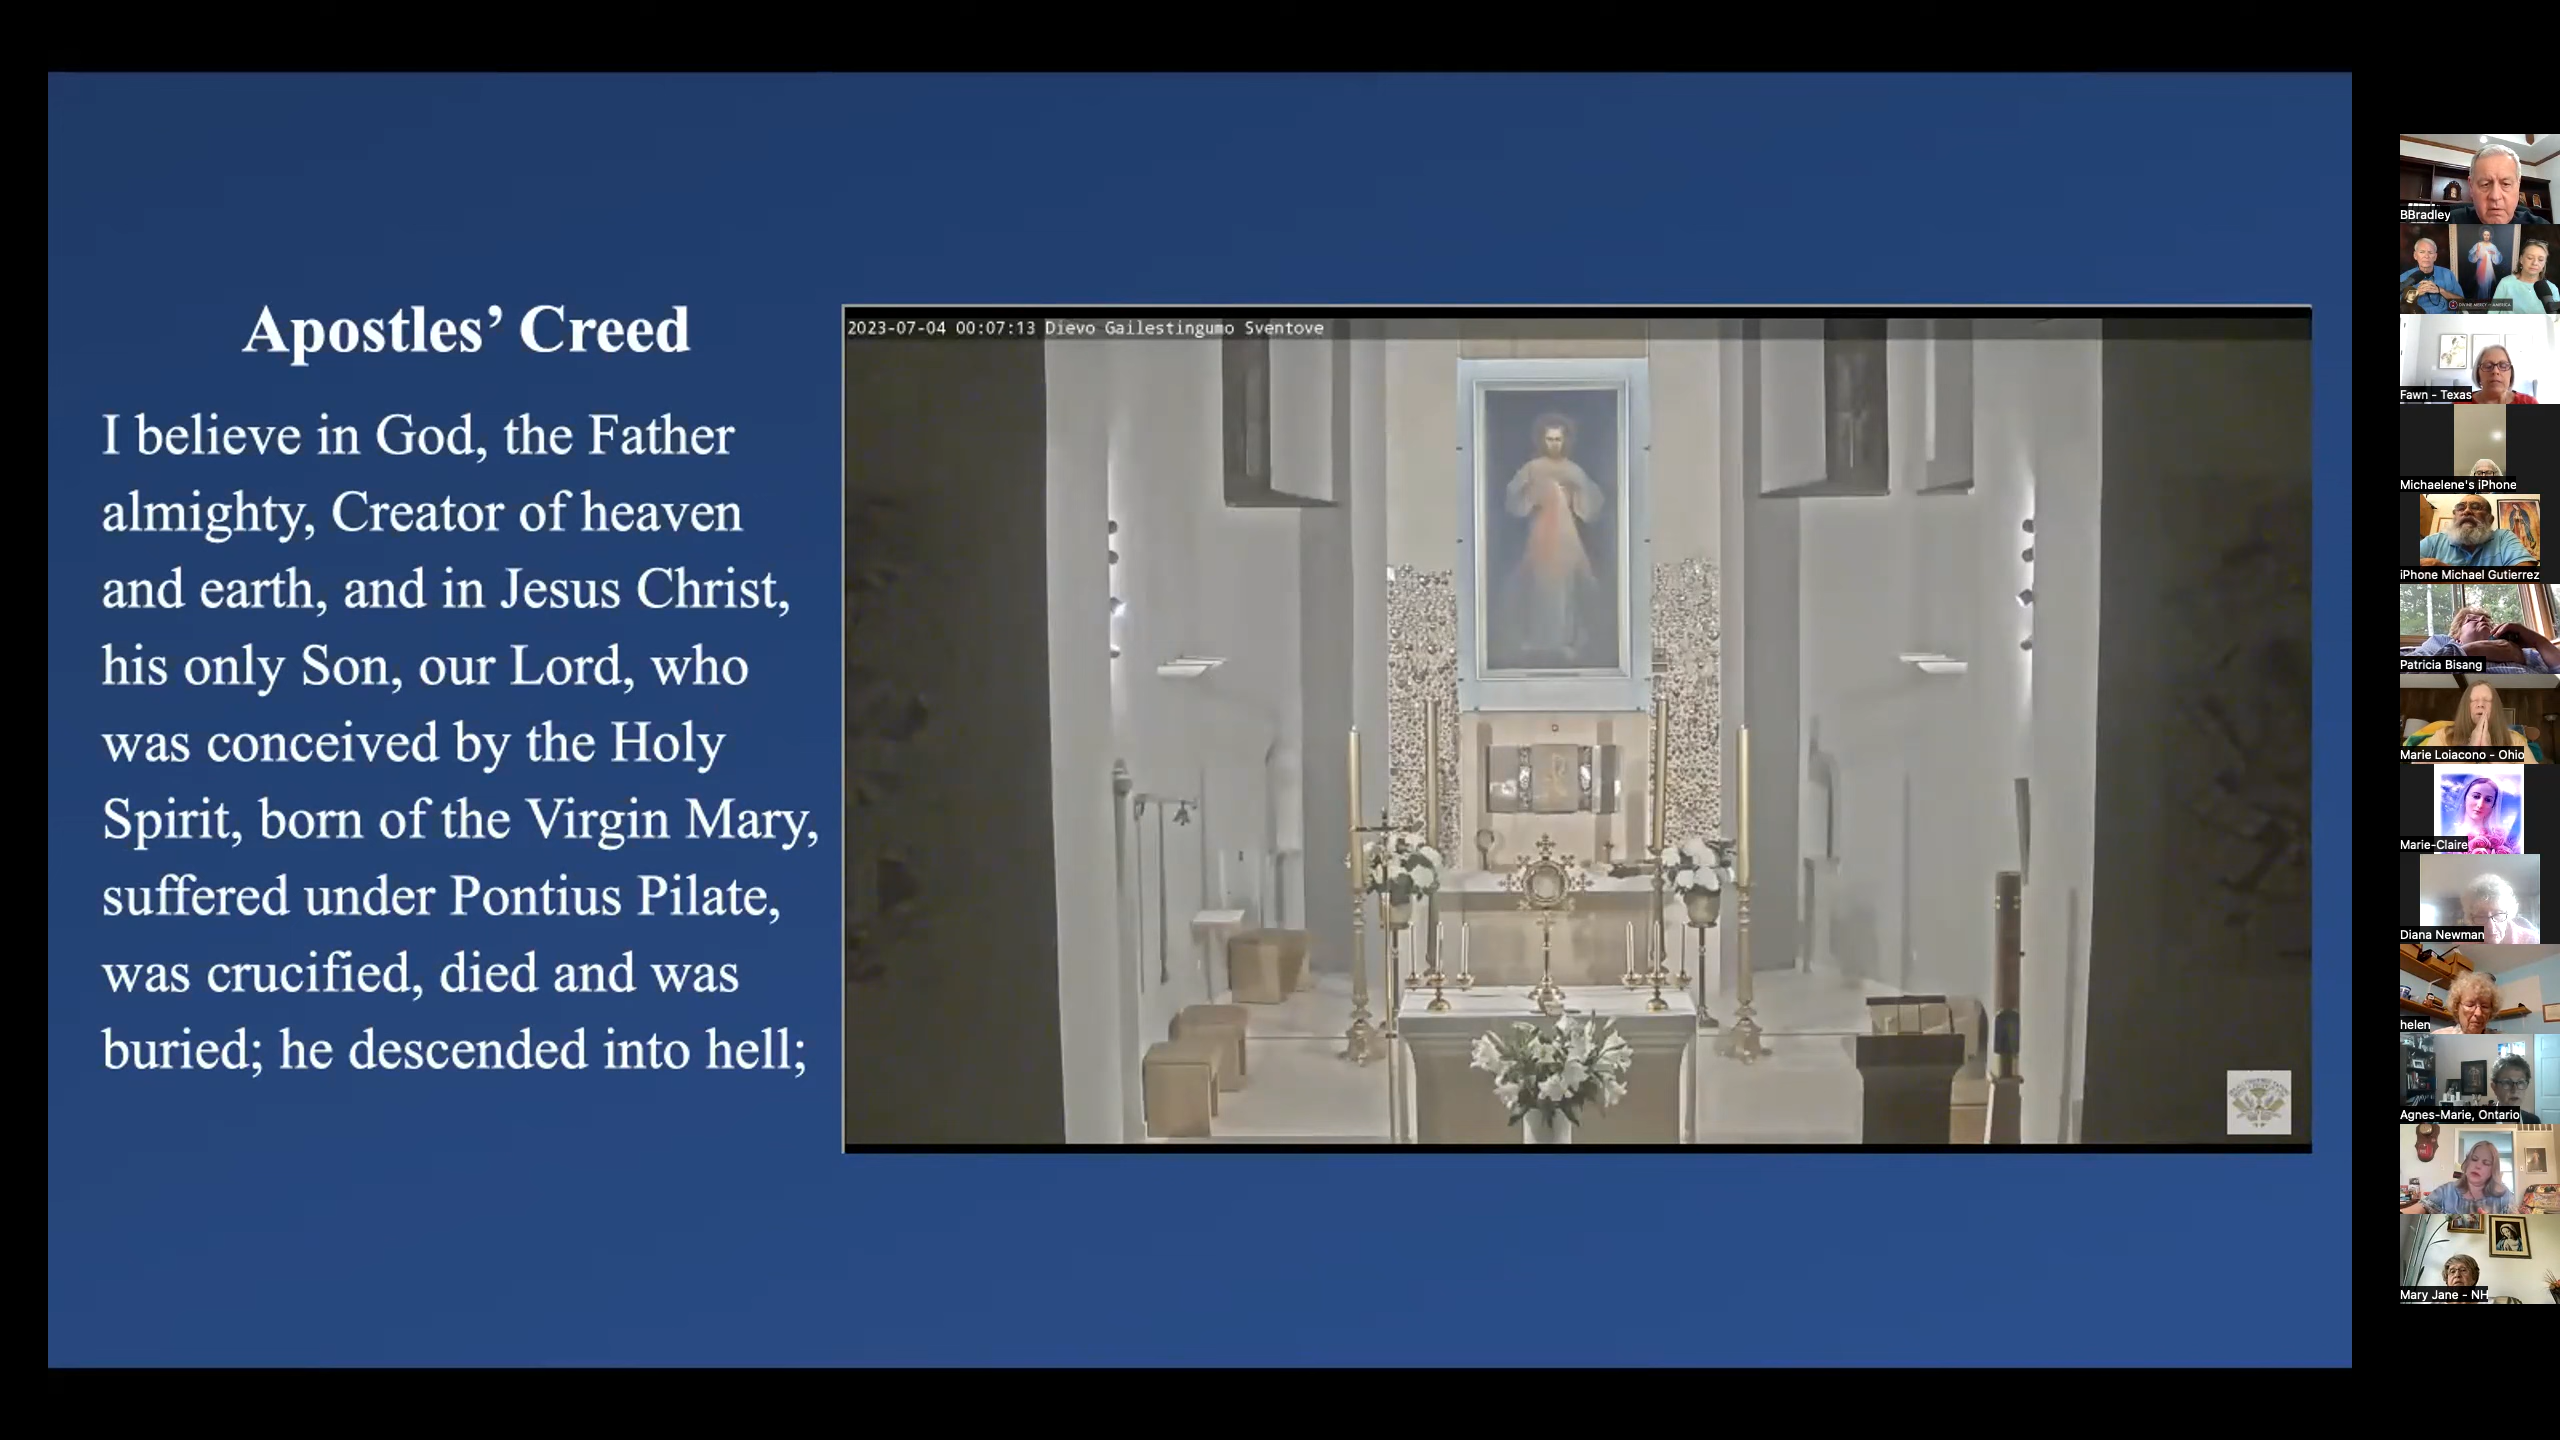 Apostles’ Creed
I believe in God, the Father
almighty, Creator of heaven
and earth, and in Jesus Christ,
his only Son, our Lord, who
was conceived by the Holy
Spirit, born of the Virgin Mary,
suffered under Pontius Pilate,
was crucified, died and was
buried; he descended into hell;
2023-07-04 00:07:13 Dievo Gailestingumo Sventove
BBradley
DIVINE MERCY
AMERICA
Fawn - Texas
Michaelene's iPhone
iPhone Michael Gutierrez
Patricia Bisang
Marie Loiacono - Ohio
Marie-Claire
Diana Newman
helen
Agnes-Marie, Ontario
Mary Jane - NH